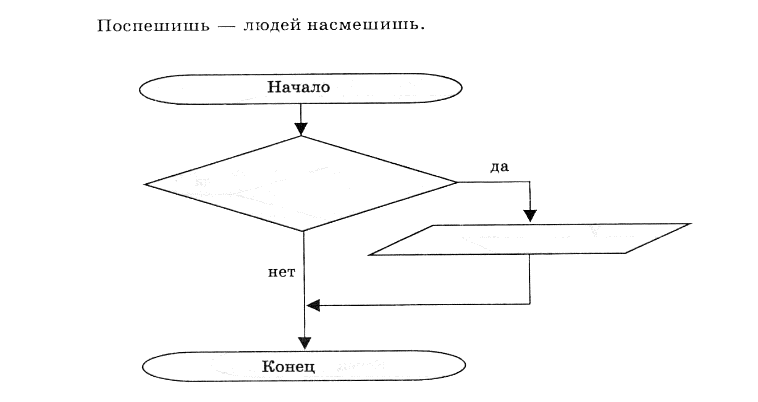 Поспешишь — людей насмешишь.
Начало
да
нет
Конец